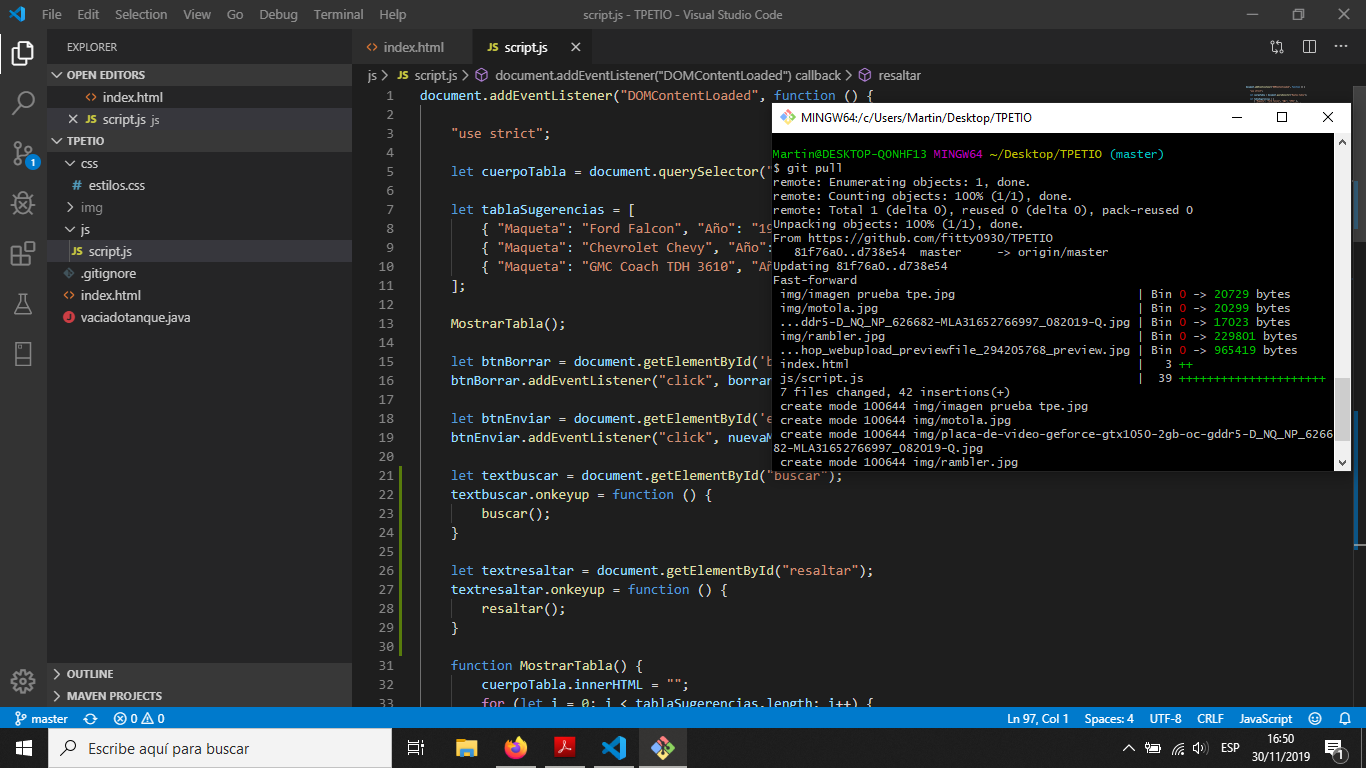 File Edit Selection View Go Debug Terminal Help
script.js - TPETIO - Visual Studio Code
EXPLORER
OPEN EDITORS
index.html
script.js js
TPETIO
css
estilos.css
img
js
script.js
.gitignore
index.html
vaciadotanque.java
OUTLINE
MAVEN PROJECTS
1
index.html
JS script.js
js > JS script.js > document.addEventListener("DOMContentLoaded") callback > resaltar
1 document.addEventListener("DOMContentLoaded", function () {
2
3 "use strict";
4
5 let cuerpoTabla = document.querySelector("
6
7 let tablaSugerencias = [
8 { "Maqueta": "Ford Falcon", "Año": "19
9 { "Maqueta": "Chevrolet Chevy", "Año":
10 { "Maqueta": "GMC Coach TDH 3610", "Añ
11 ];
12
13 MostrarTabla();
14
15 let btnBorrar = document.getElementById('b
16 btnBorrar.addEventListener("click", borrar
17
18 let btnEnviar = document.getElementById('e
19 btnEnviar.addEventListener("click", nuevaM
20
21 let textbuscar = document.getElementById("buscar");
22 textbuscar.onkeyup = function () {
23 buscar();
24 }
25
26 let textresaltar = document.getElementById("resaltar");
27 textresaltar.onkeyup = function () {
28 resaltar();
29 }
30
31 function MostrarTabla() {
32 cuerpoTabla.innerHTML = "";
33 for (let i = 0; i < tablaSugerencias.length; i++) {
MINGW64:/c/Users/Martin/Desktop/TPETIO
Martin@DESKTOP-QONHF13 MINGW64 ~/Desktop/TPETIO (master)
$ git pull
remote: Enumerating objects: 1, done.
remote: Counting objects: 100% (1/1), done.
remote: Total 1 (delta 0), reused 0 (delta 0), pack-reused 0
Unpacking objects: 100% (1/1), done.
From https://github.com/fitty0930/TPETIO
81f76a0..d738e54 master -> origin/master
Updating 81f76a0..d738e54
Fast-forward
img/imagen prueba tpe.jpg | Bin 0 -> 20729 bytes
img/motola.jpg | Bin 0 -> 20299 bytes
...ddr5-D_NQ_NP_626682-MLA31652766997_082019-Q.jpg | Bin 0 -> 17023 bytes
img/rambler.jpg | Bin 0 -> 229801 bytes
...hop_webupload_previewfile_294205768_preview.jpg | Bin 0 -> 965419 bytes
index.html | 3 ++
js/script.js | 39 +++++++++++++++++++++
7 files changed, 42 insertions(+)
create mode 100644 img/imagen prueba tpe.jpg
create mode 100644 img/motola.jpg
create mode 100644 img/placa-de-video-geforce-gtx1050-2gb-oc-gddr5-D_NQ_NP_6266
82-MLA31652766997_082019-Q.jpg
create mode 100644 img/rambler.jpg
master 0 0
Ln 97, Col 1 Spaces: 4 UTF-8 CRLF JavaScript
Escribe aquí para buscar
ESP
16:50
30/11/2019
1